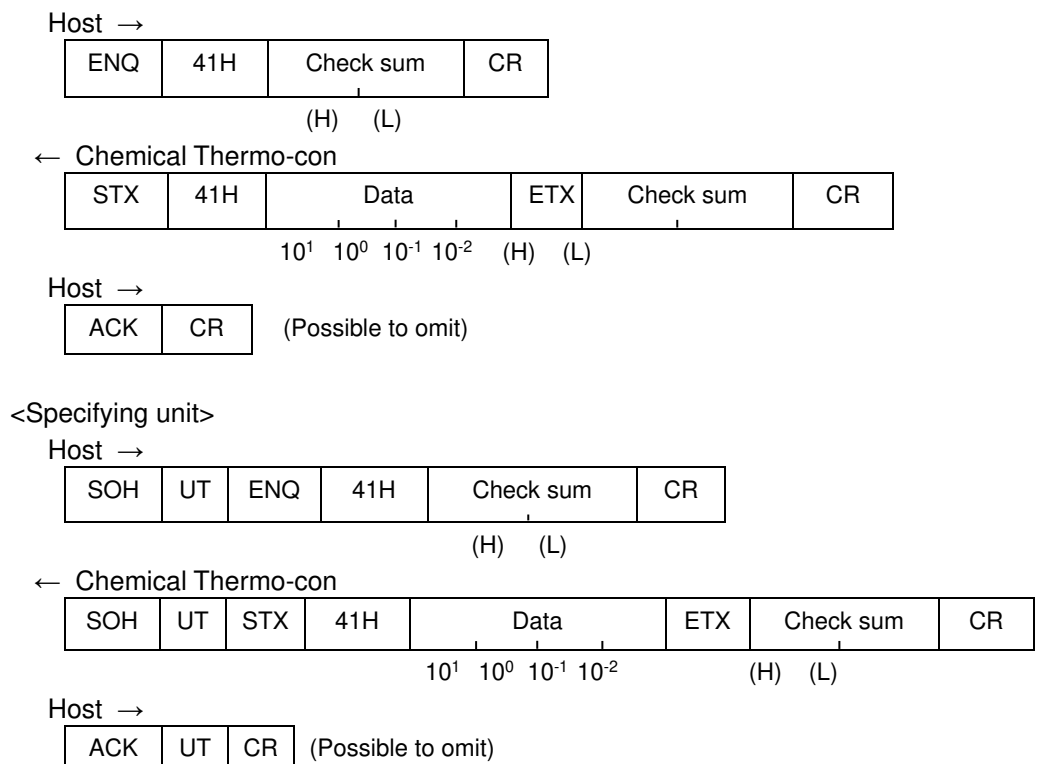 Host →
ENQ 41H Check sum CR
(H) (L)
← Chemical Thermo-con
STX 41H Data ETX Check sum CR
10¹ 10⁰ 10⁻¹ 10⁻² (H) (L)
Host →
ACK CR (Possible to omit)
<Specifying unit>
Host →
SOH UT ENQ 41H Check sum CR
(H) (L)
← Chemical Thermo-con
SOH UT STX 41H Data ETX Check sum CR
10¹ 10⁰ 10⁻¹ 10⁻² (H) (L)
Host →
ACK UT CR (Possible to omit)